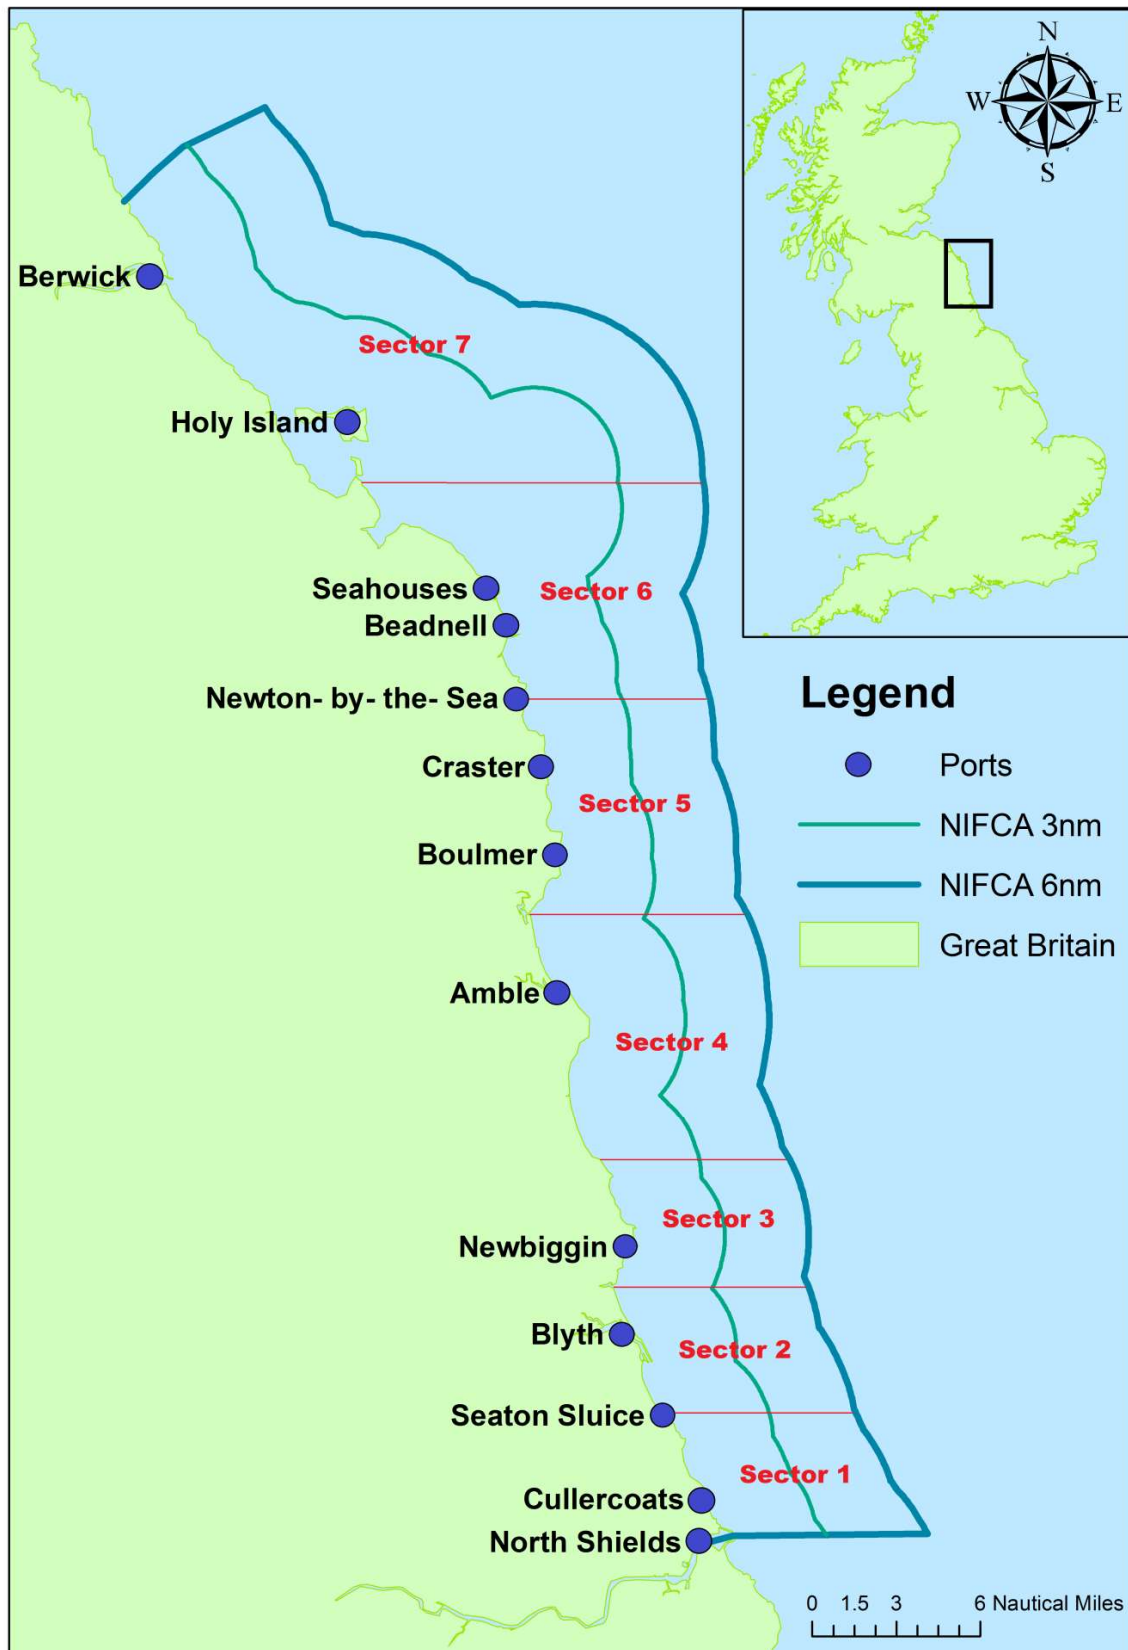 N
W E
S
Berwick
Sector 7
Holy Island
Seahouses
Sector 6
Beadnell
Newton- by- the- Sea
Craster
Sector 5
Boulmer
Amble
Sector 4
Sector 3
Newbiggin
Blyth
Sector 2
Seaton Sluice
Sector 1
Cullercoats
North Shields
Legend
Ports
NIFCA 3nm
NIFCA 6nm
Great Britain
0 1.5 3 6 Nautical Miles